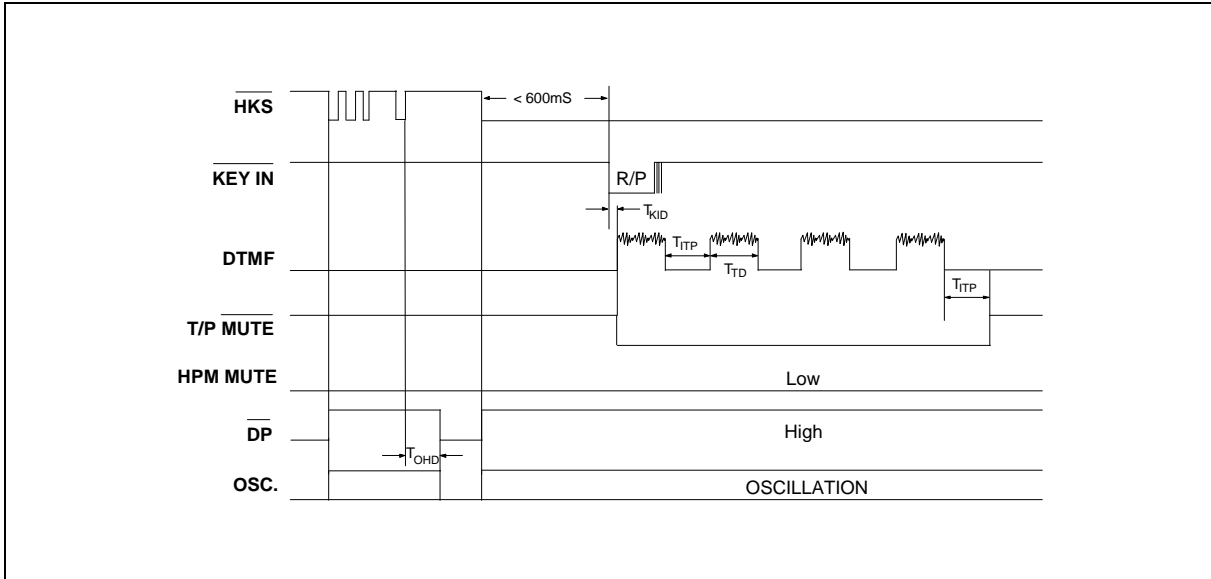 HKS
< 600mS
KEY IN
R/P
TKID
DTMF
TITP
TTD
TITP
T/P MUTE
HPM MUTE
Low
DP
High
TOHD
OSC.
OSCILLATION